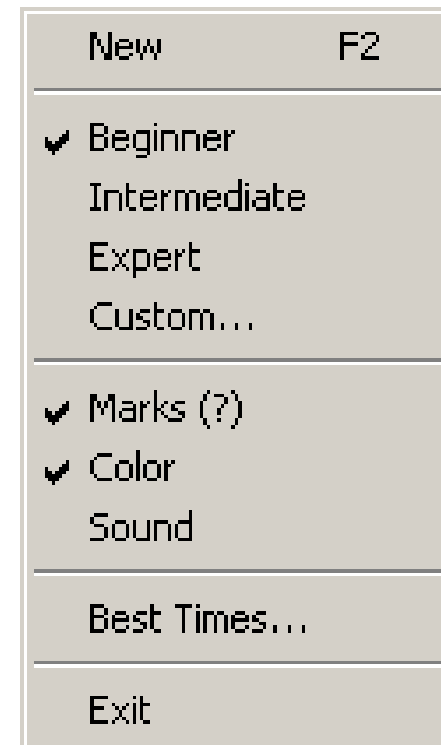 New F2
Beginner
Intermediate
Expert
Custom...
Marks (?)
Color
Sound
Best Times...
Exit